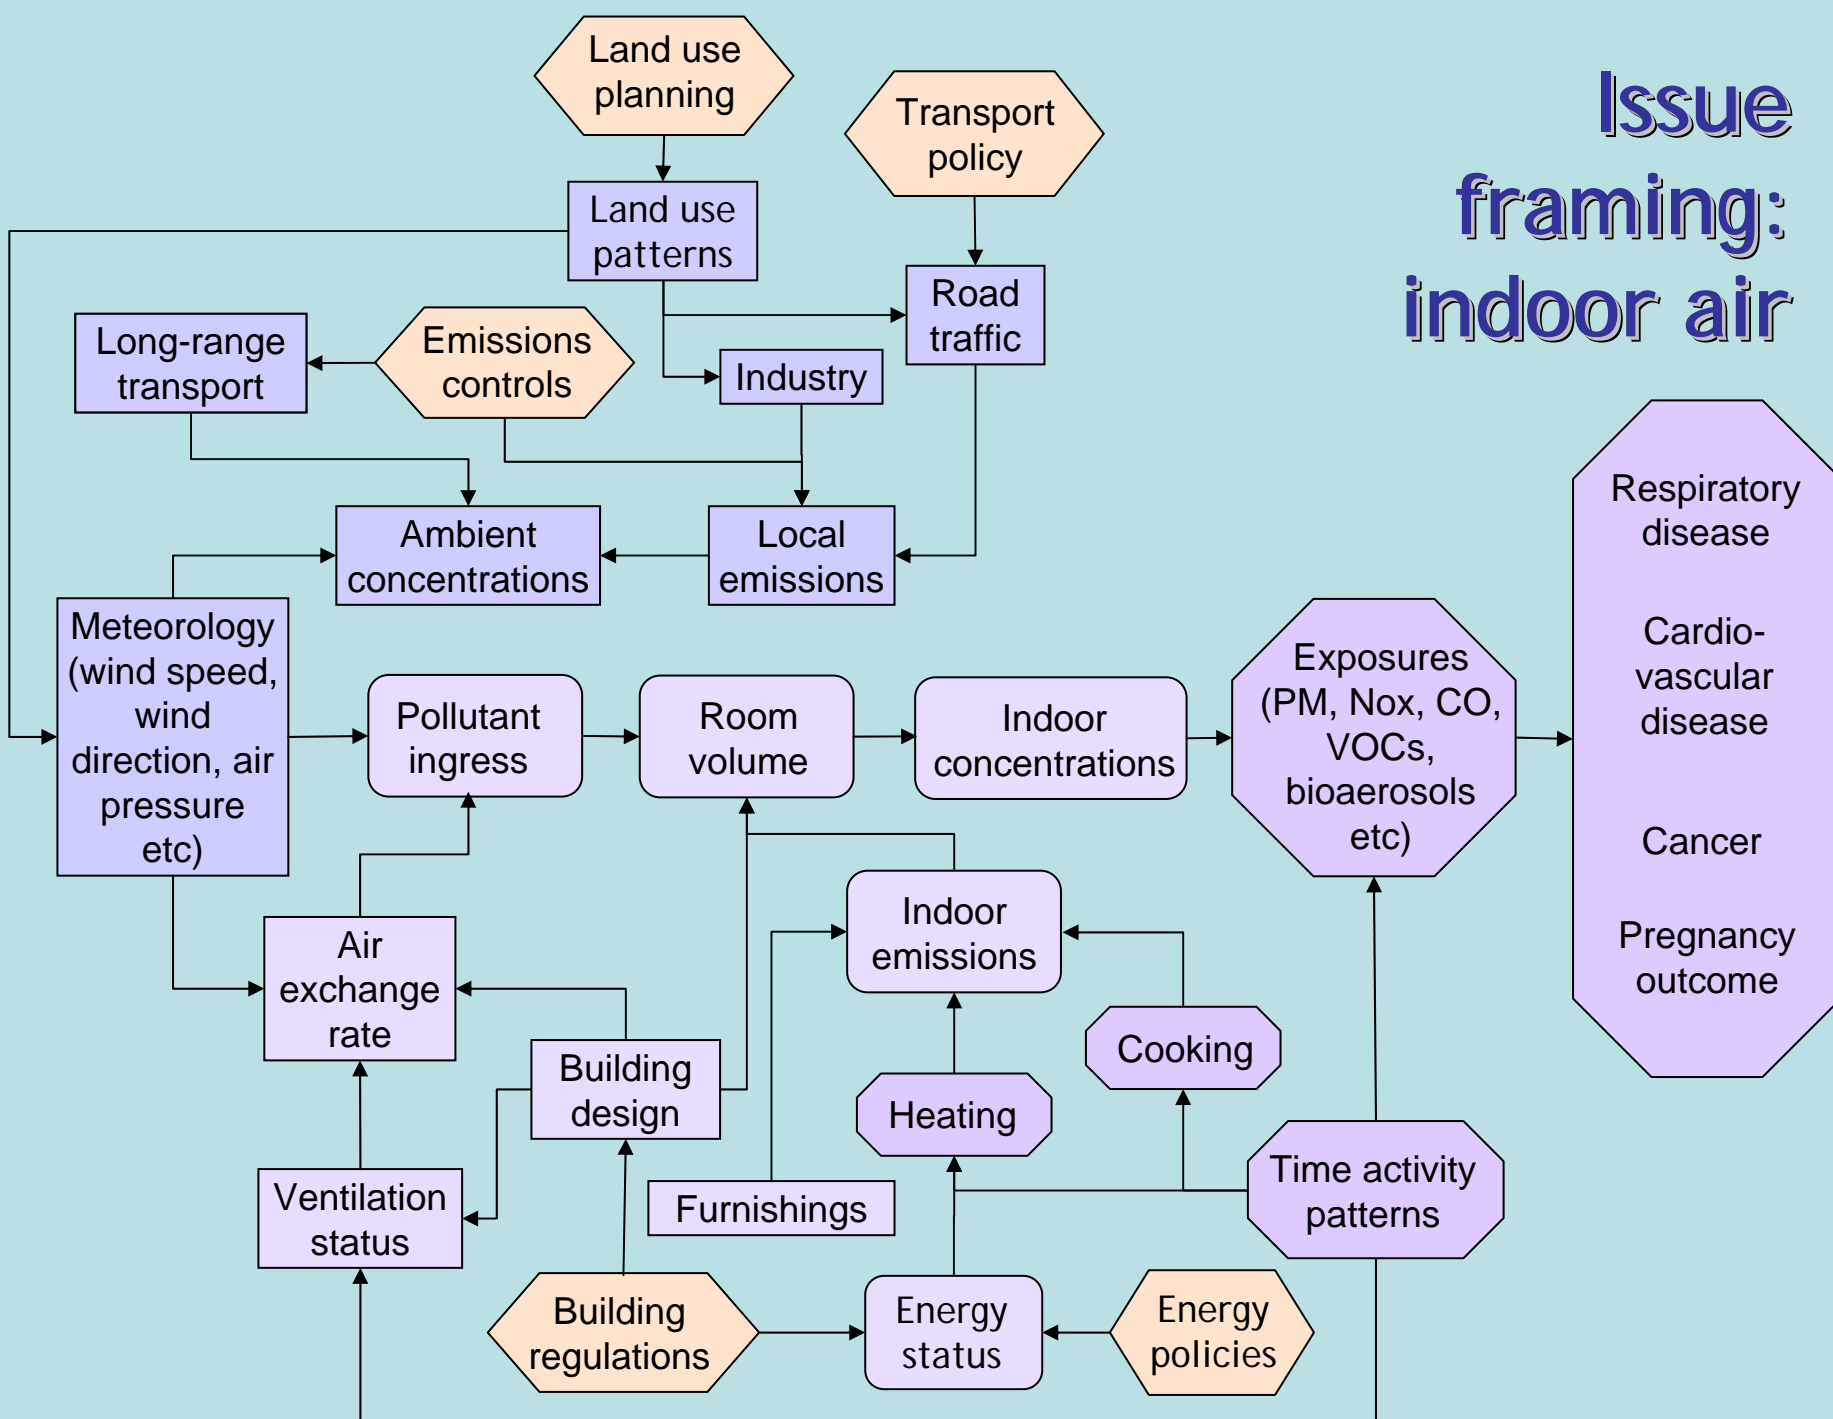 Issue
framing:
indoor air
Land use
planning
Transport
policy
Land use
patterns
Road
traffic
Long-range
transport
Emissions
controls
Industry
Ambient
concentrations
Local
emissions
Meteorology
(wind speed,
wind
direction, air
pressure
etc)
Pollutant
ingress
Room
volume
Indoor
concentrations
Exposures
(PM, Nox, CO,
VOCs,
bioaerosols
etc)
Respiratory
disease
Cardio-
vascular
disease
Cancer
Pregnancy
outcome
Air
exchange
rate
Indoor
emissions
Building
design
Heating
Cooking
Ventilation
status
Furnishings
Time activity
patterns
Building
regulations
Energy
status
Energy
policies